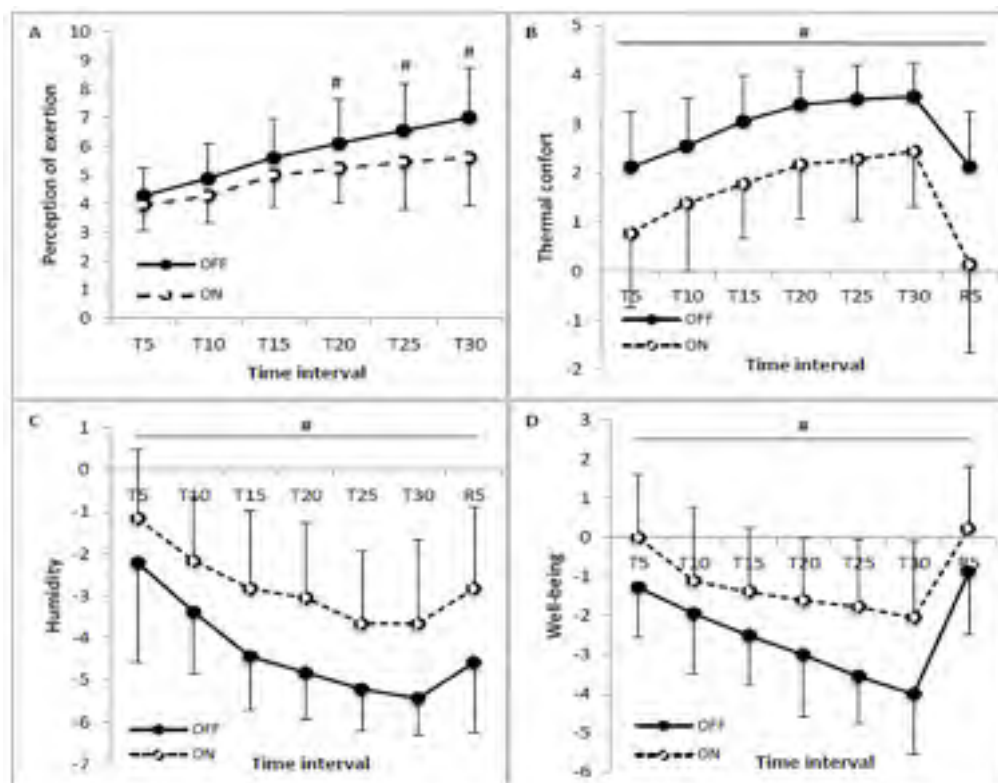 A
10
9
8
7
6
5
4
3
2
1
0
Perception of exertion
# # #
OFF
ON
T5 T10 T15 T20 T25 T30
Time interval
B
5
4
3
2
1
0
-1
-2
Thermal confort
#
T5 T10 T15 T20 T25 T30 R5
OFF
ON
Time interval
C
1
0
-1
-2
-3
-4
-5
-6
-7
Humidity
#
T5 T10 T15 T20 T25 T30 R5
OFF
ON
Time interval
D
3
2
1
0
-1
-2
-3
-4
-5
-6
Well-being
#
T5 T10 T15 T20 T25 T30 R5
OFF
ON
Time interval